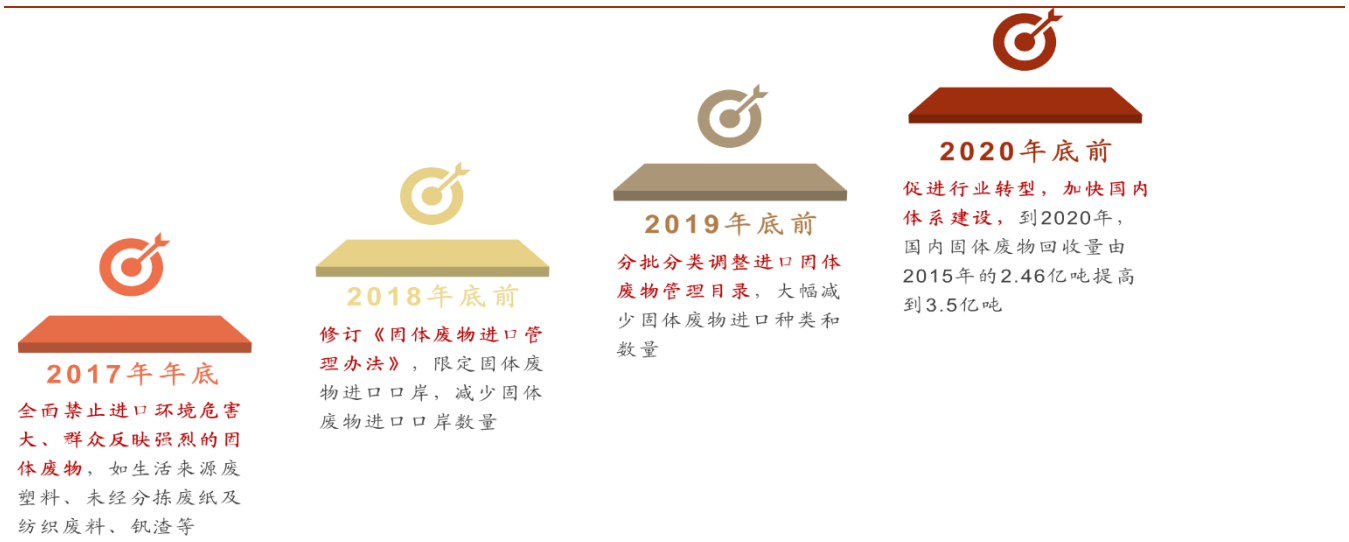 2017年年底
全面禁止进口环境危害
大、群众反映强烈的固
体废物，如生活来源废
塑料、未经分拣废纸及
纺织废料、钒渣等
2018年底前
修订《固体废物进口管
理办法》，限定固体废
物进口口岸，减少固体
废物进口口岸数量
2019年底前
分批分类调整进口固体
废物管理目录，大幅减
少固体废物进口种类和
数量
2020年底前
促进行业转型，加快国内
体系建设，到2020年，
国内固体废物回收量由
2015年的2.46亿吨提高
到3.5亿吨